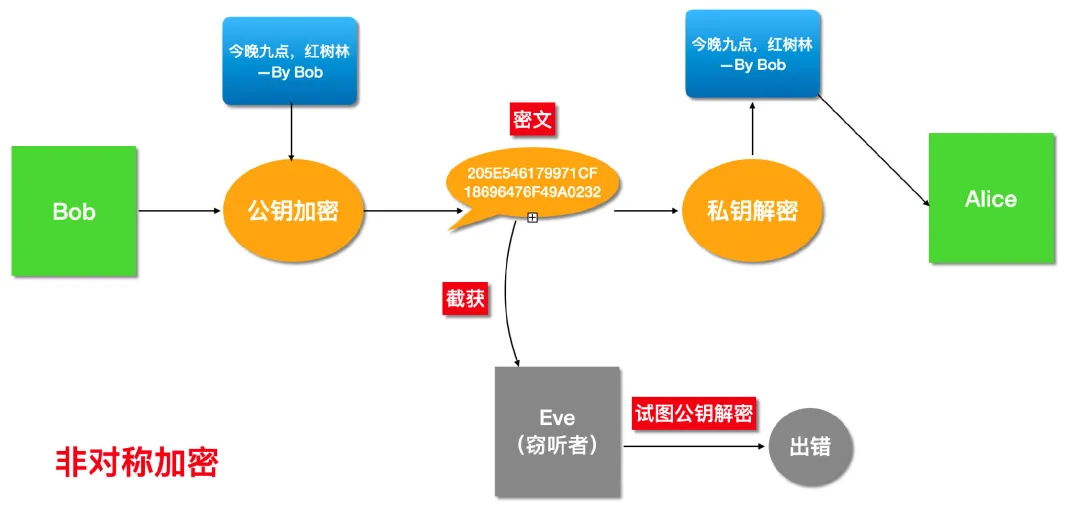 今晚九点，红树林
—By Bob
今晚九点，红树林
—By Bob
密文
205E546179971CF
18696476F49A0232
Bob
公钥加密
私钥解密
Alice
截获
Eve
（窃听者）
试图公钥解密
出错
非对称加密